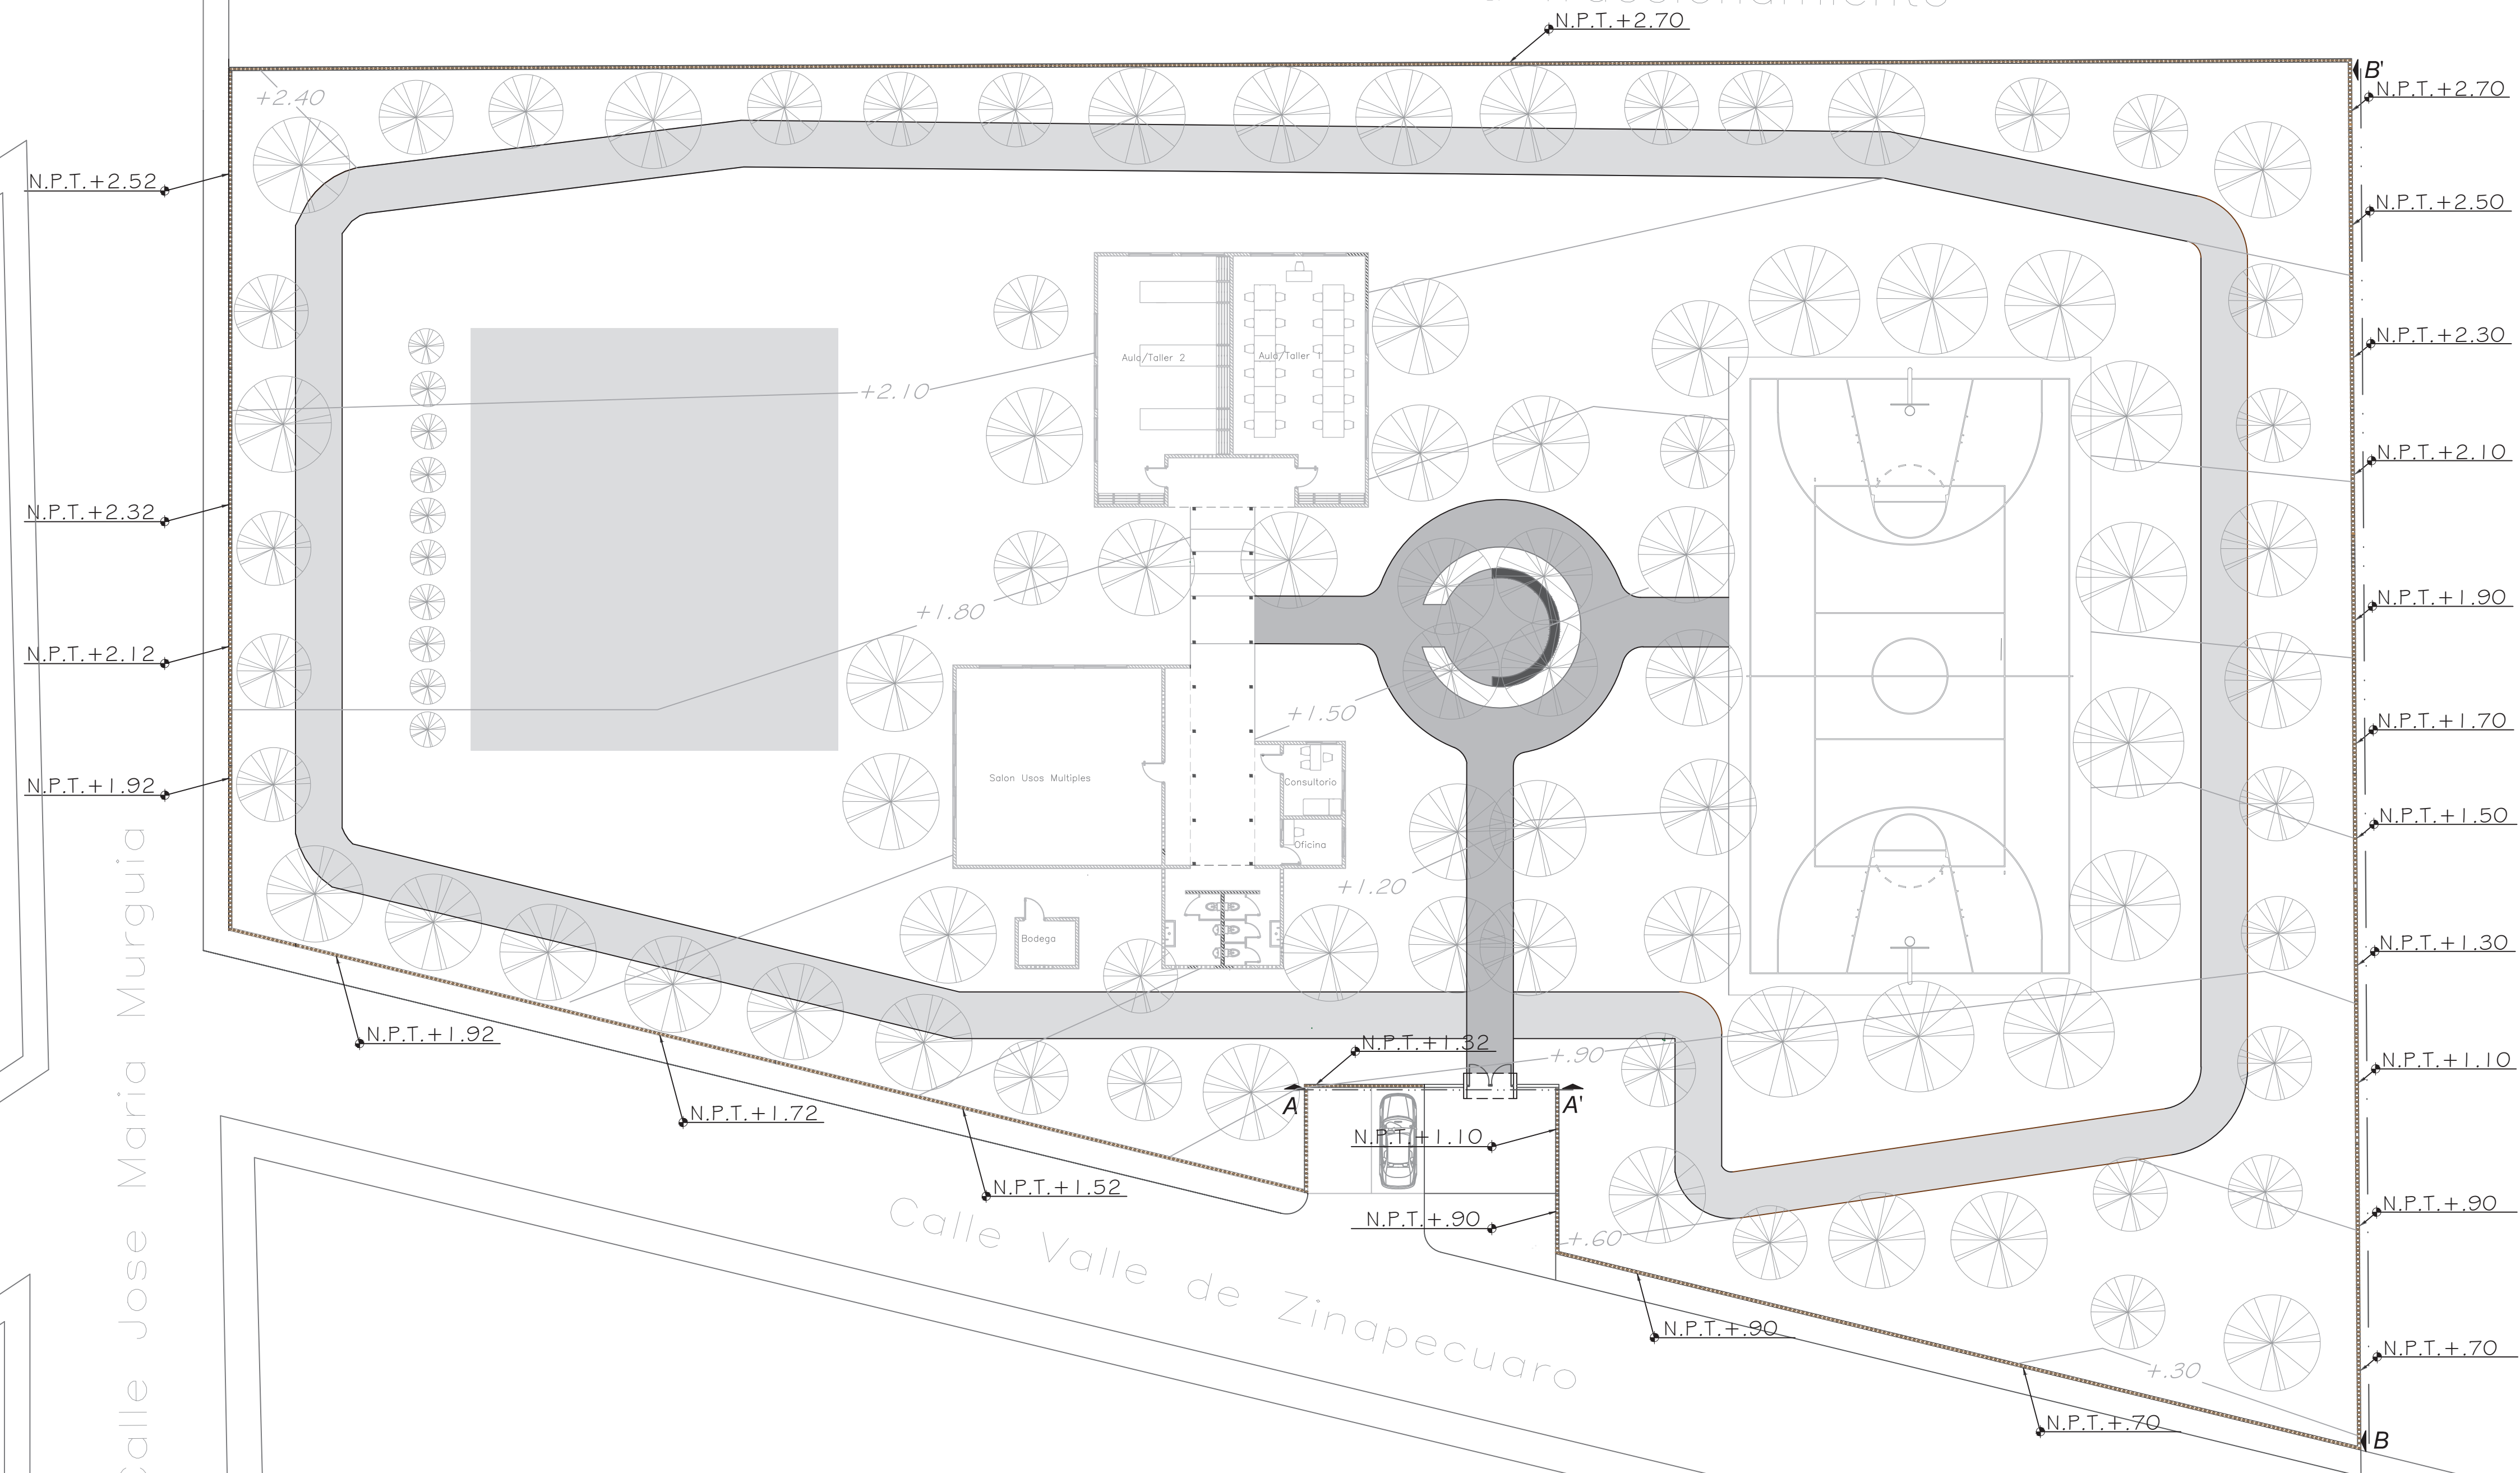 N.P.T.+2.70
B'
N.P.T.+2.70
+2.40
N.P.T.+2.52
N.P.T.+2.50
N.P.T.+2.30
Aula/Taller 2
Aula/Taller 1
+2.10
N.P.T.+2.10
N.P.T.+2.32
N.P.T.+1.90
+1.80
N.P.T.+2.12
+1.50
N.P.T.+1.70
Salon Usos Multiples
Consultorio
N.P.T.+1.92
N.P.T.+1.50
Oficina
+1.20
Bodega
N.P.T.+1.30
N.P.T.+1.92
N.P.T.+1.32
+.90
N.P.T.+1.10
A
A'
N.P.T.+1.72
N.P.T.+1.10
N.P.T.+1.52
N.P.T.+.90
N.P.T.+.90
+.60
Calle Valle de Zinapecuaro
N.P.T.+.90
N.P.T.+.70
+.30
N.P.T.+.70
B
Calle Jose Maria Murguia